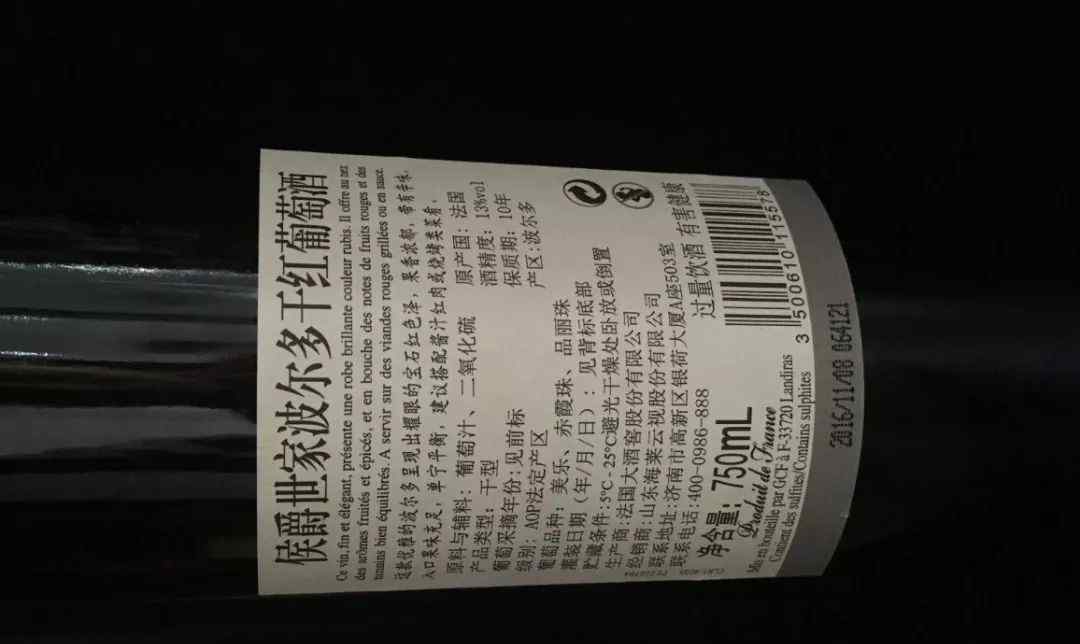 侯爵世家波尔多干红葡萄酒
Ce vin, fin et élégant, présente une robe brillante couleur rubis. Il offre au nez
des arômes fruités et épicés, et en bouche des notes de fruits rouges et des
tannins bien équilibrés. A servir sur des viandes rouges grillées ou en sauce.
这款优雅的波尔多呈现出耀眼的宝石红色泽，果香浓郁，带有辛味，
入口果味充足，单宁平衡，建议搭配酱汁红肉或烧烤类菜肴。
原料与辅料：葡萄汁、二氧化硫 原产国：法国
产品类型：干型 酒精度：13%vol
葡萄采摘年份：见前标 保质期：10年
级别：AOP法定产区 产区：波尔多
葡萄品种：美乐、赤霞珠、品丽珠
灌装日期（年/月/日）：见背标底部
贮藏条件：5℃-25℃避光干燥处卧放或倒置
生产商：法国大酒窖股份有限公司
经销商：山东海莱云视股份有限公司
联系地址：济南市高新区银荷大厦A座503室
联系电话：400-0986-888
过量饮酒 有害健康
净含量：750mL
Produit de France
Mis en bouteille par GCF à F-33720 Landiras
Contient des sulfites/Contains sulphites
3 500610 115578
2016/11/08 064121